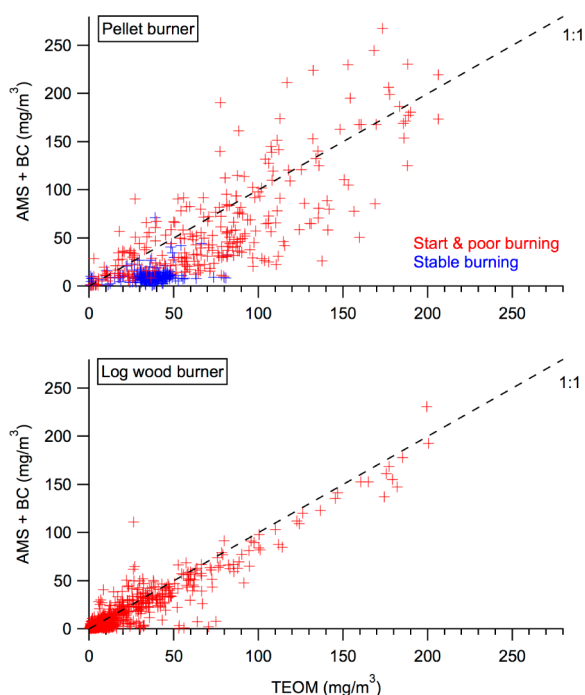 Pellet burner
1:1
250
200
150
100
50
0
AMS + BC (mg/m³)
Start & poor burning
Stable burning
0 50 100 150 200 250
Log wood burner
1:1
250
200
150
100
50
0
AMS + BC (mg/m³)
0 50 100 150 200 250
TEOM (mg/m³)